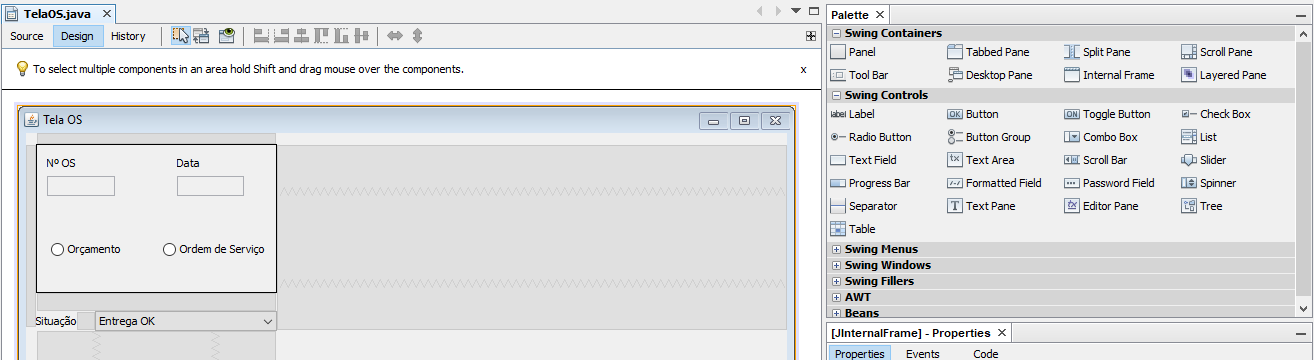 TelaOS.java
Source Design History
To select multiple components in an area hold Shift and drag mouse over the components. x
Tela OS
Nº OS Data
Orçamento Ordem de Serviço
Situação Entrega OK
Palette
Swing Containers
Panel Tabbed Pane Split Pane Scroll Pane
Tool Bar Desktop Pane Internal Frame Layered Pane
Swing Controls
label Label OK Button ON Toggle Button Check Box
Radio Button Button Group Combo Box List
Text Field Text Area Scroll Bar Slider
Progress Bar Formatted Field Password Field Spinner
Separator Text Pane Editor Pane Tree
Table
Swing Menus
Swing Windows
Swing Fillers
AWT
Beans
[JInternalFrame] - Properties
Properties Events Code